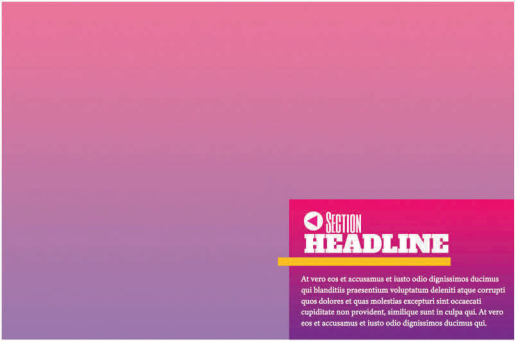 SECTION
HEADLINE
At vero eos et accusamus et iusto odio dignissimos ducimus
qui blanditiis praesentium voluptatum deleniti atque corrupti
quos dolores et quas molestias excepturi sint occaecati
cupiditate non provident, similique sunt in culpa qui. At vero
eos et accusamus et iusto odio dignissimos ducimus qui.